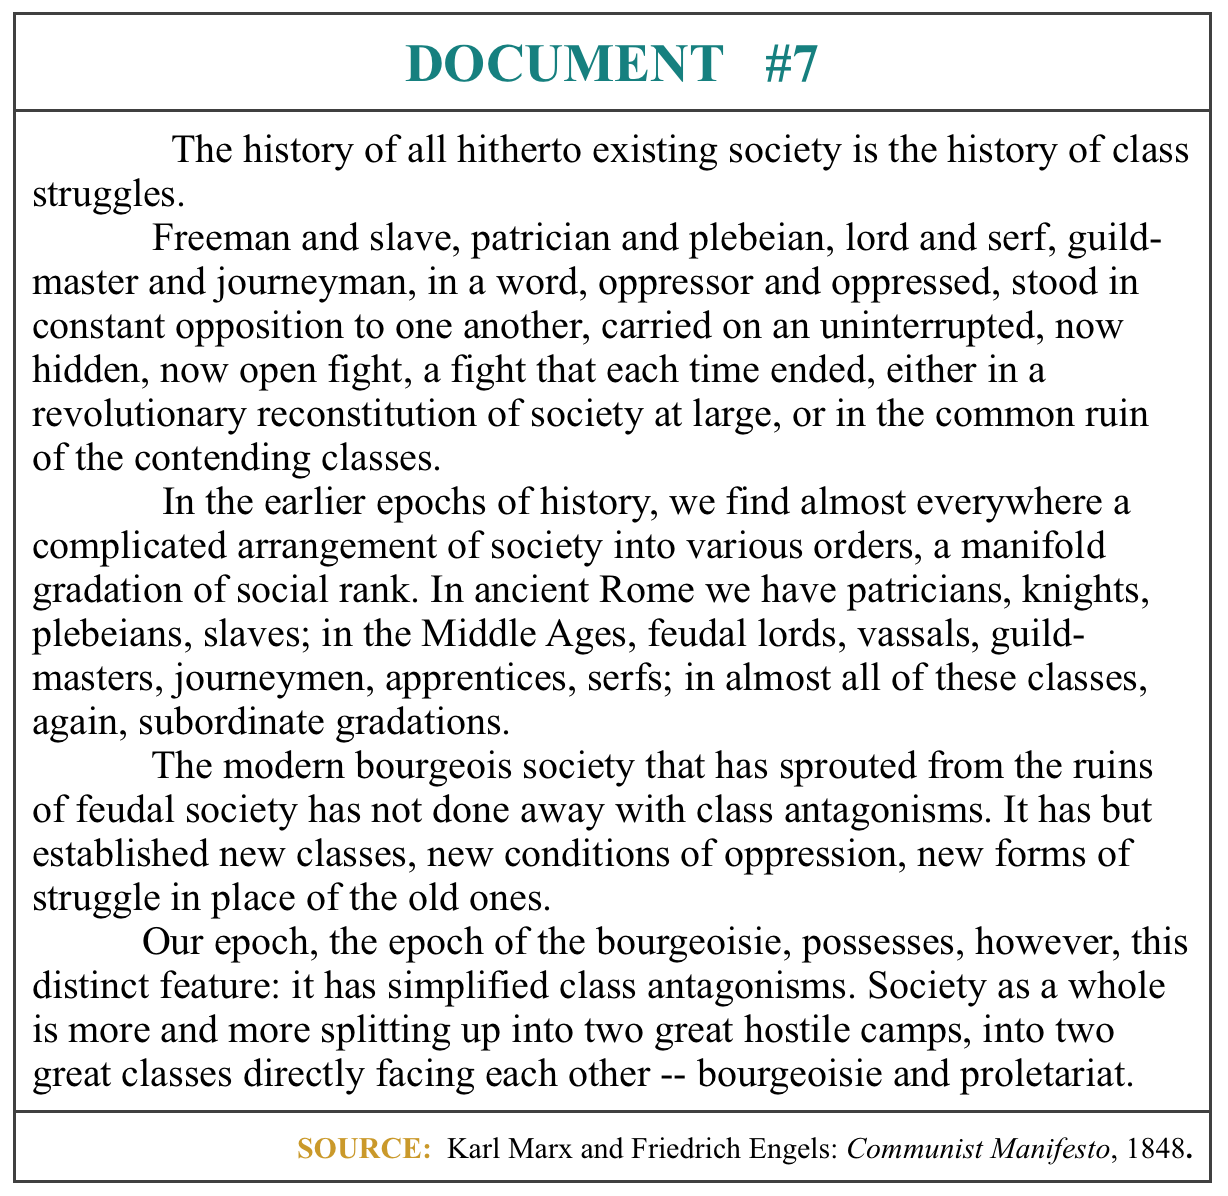 DOCUMENT #7
The history of all hitherto existing society is the history of class
struggles.
Freeman and slave, patrician and plebeian, lord and serf, guild-
master and journeyman, in a word, oppressor and oppressed, stood in
constant opposition to one another, carried on an uninterrupted, now
hidden, now open fight, a fight that each time ended, either in a
revolutionary reconstitution of society at large, or in the common ruin
of the contending classes.
In the earlier epochs of history, we find almost everywhere a
complicated arrangement of society into various orders, a manifold
gradation of social rank. In ancient Rome we have patricians, knights,
plebeians, slaves; in the Middle Ages, feudal lords, vassals, guild-
masters, journeymen, apprentices, serfs; in almost all of these classes,
again, subordinate gradations.
The modern bourgeois society that has sprouted from the ruins
of feudal society has not done away with class antagonisms. It has but
established new classes, new conditions of oppression, new forms of
struggle in place of the old ones.
Our epoch, the epoch of the bourgeoisie, possesses, however, this
distinct feature: it has simplified class antagonisms. Society as a whole
is more and more splitting up into two great hostile camps, into two
great classes directly facing each other -- bourgeoisie and proletariat.
SOURCE: Karl Marx and Friedrich Engels: Communist Manifesto, 1848.